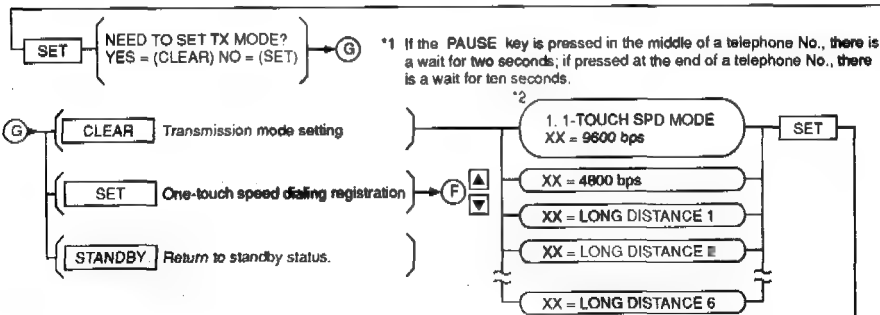 SET
NEED TO SET TX MODE?
YES = (CLEAR) NO = (SET)
G
*1 If the PAUSE key is pressed in the middle of a telephone No., there is
a wait for two seconds; if pressed at the end of a telephone No., there
is a wait for ten seconds.
*2
G
CLEAR Transmission mode setting
1. 1-TOUCH SPD MODE
XX = 9600 bps
SET
SET One-touch speed dialing registration
F
▲
▼
XX = 4800 bps
XX = LONG DISTANCE 1
STANDBY Return to standby status.
XX = LONG DISTANCE
XX = LONG DISTANCE 6